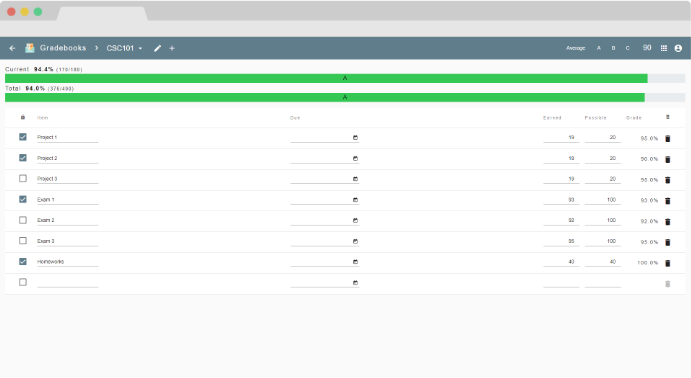 Gradebooks > CSC101
Average A B C 90
Current 94.4% (170/180)
A
Total 94.0% (376/400)
A
Item Due Earned Possible Grade
Project 1 19 20 95.0%
Project 2 18 20 90.0%
Project 3 19 20 95.0%
Exam 1 93 100 93.0%
Exam 2 92 100 92.0%
Exam 3 95 100 95.0%
Homeworks 40 40 100.0%